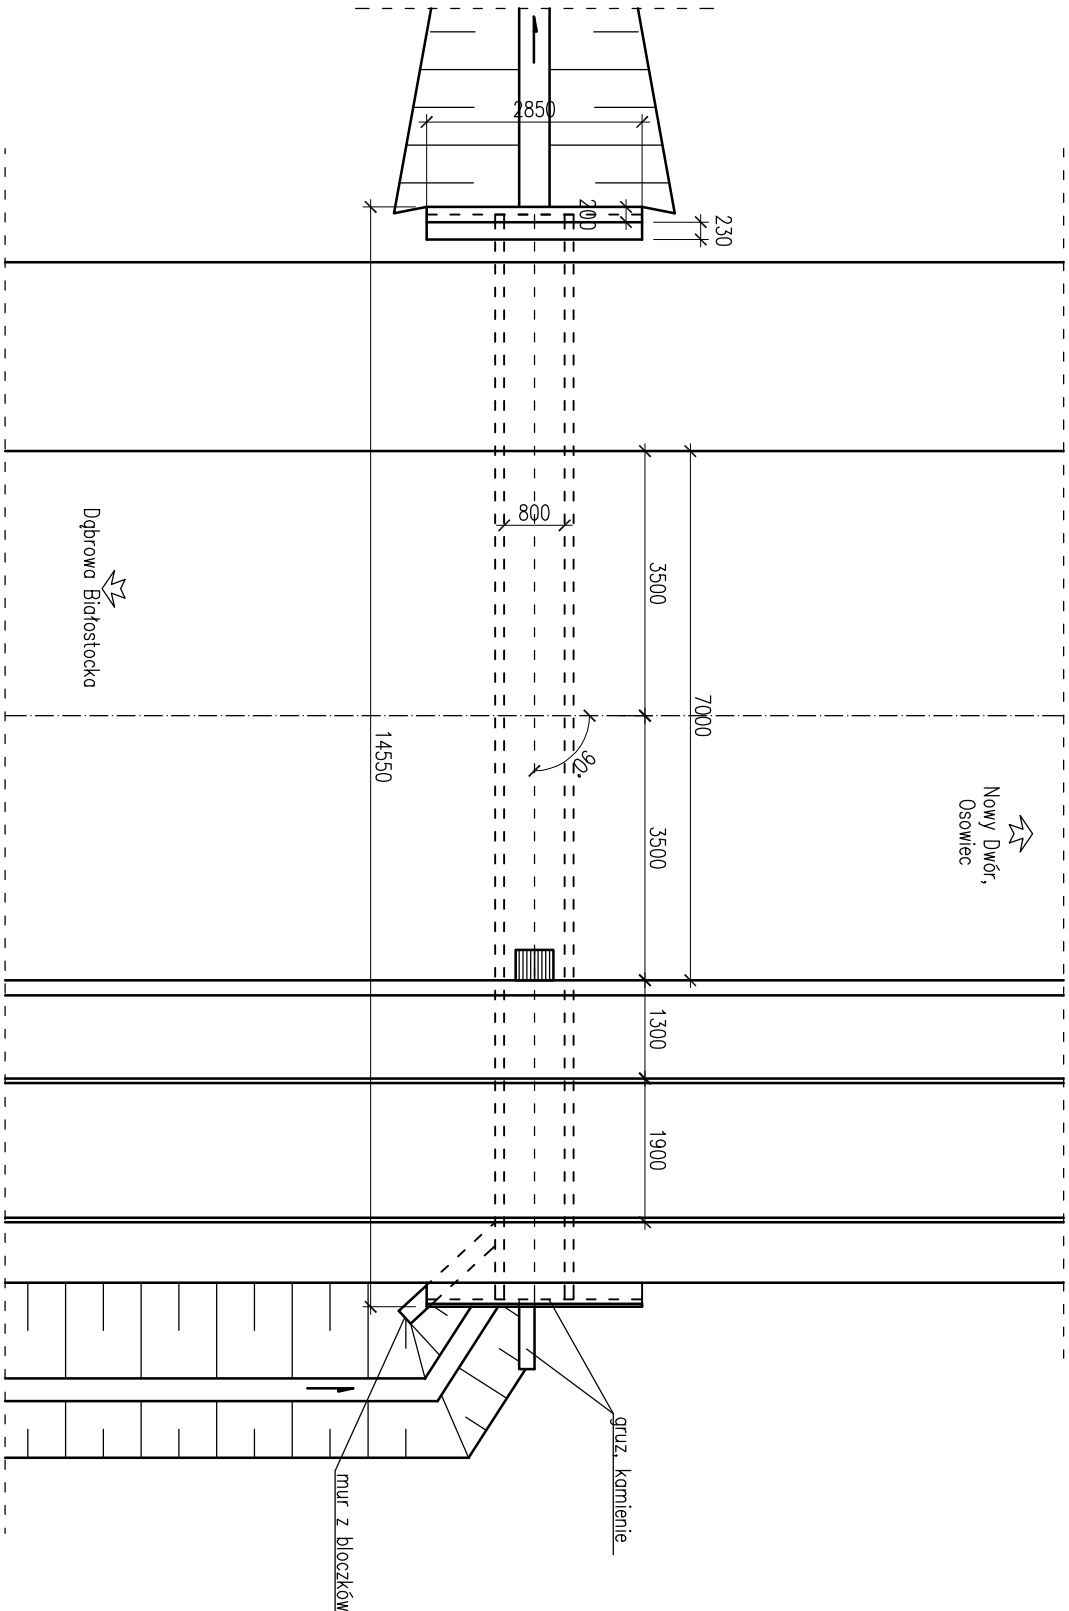 2850
200
230
800
3500
7000
3500
14550
90°
1300
1900
Dąbrowa Białostocka
Nowy Dwór,
Osowiec
gruz, kamienie
mur z bloczków